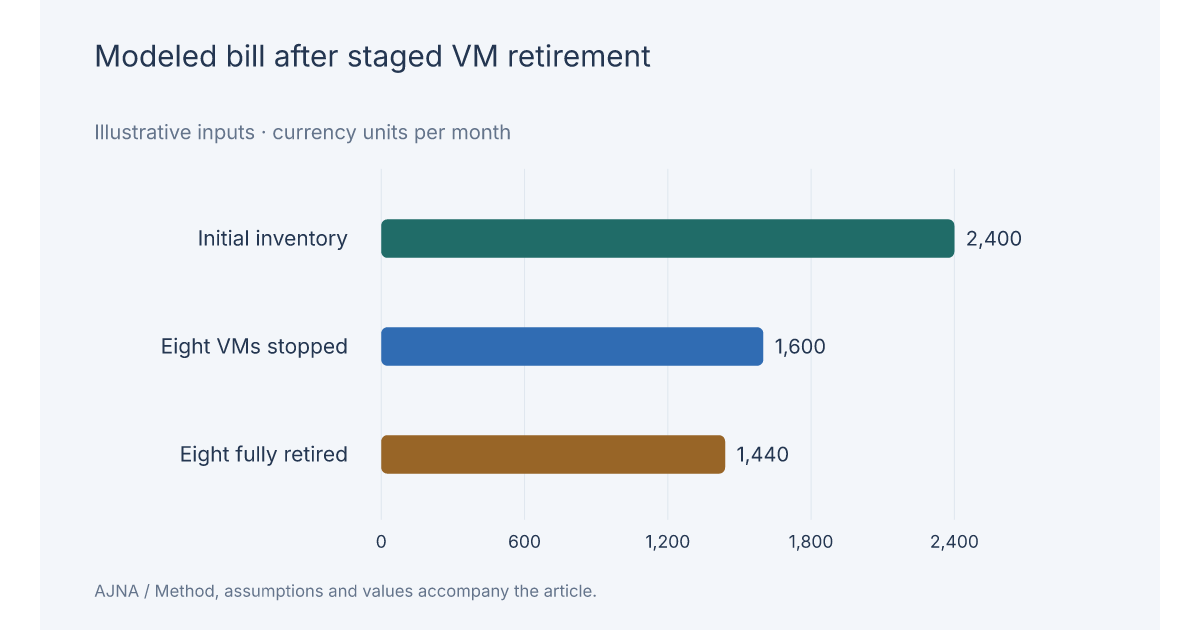 Modeled bill after staged VM retirement
Illustrative inputs · currency units per month
Initial inventory 2,400
Eight VMs stopped 1,600
Eight fully retired 1,440
0 600 1,200 1,800 2,400
AJNA / Method, assumptions and values accompany the article.